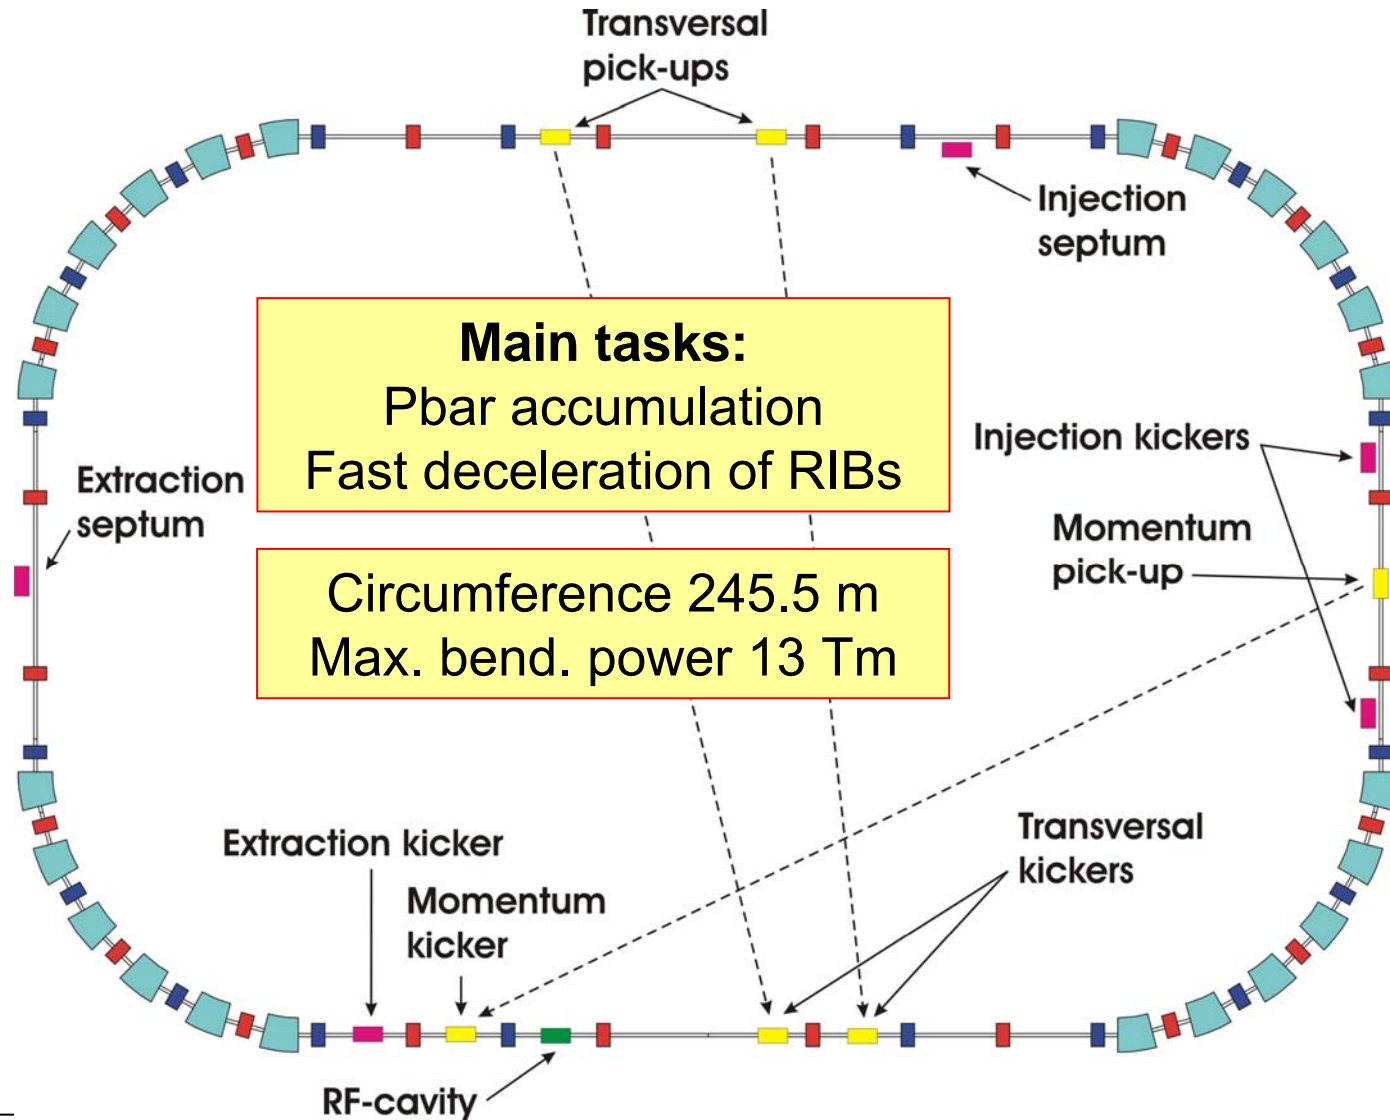 Transversal
pick-ups
Injection
septum
Main tasks:
Pbar accumulation
Fast deceleration of RIBs
Injection kickers
Extraction
septum
Momentum
pick-up
Circumference 245.5 m
Max. bend. power 13 Tm
Transversal
kickers
Extraction kicker
Momentum
kicker
RF-cavity